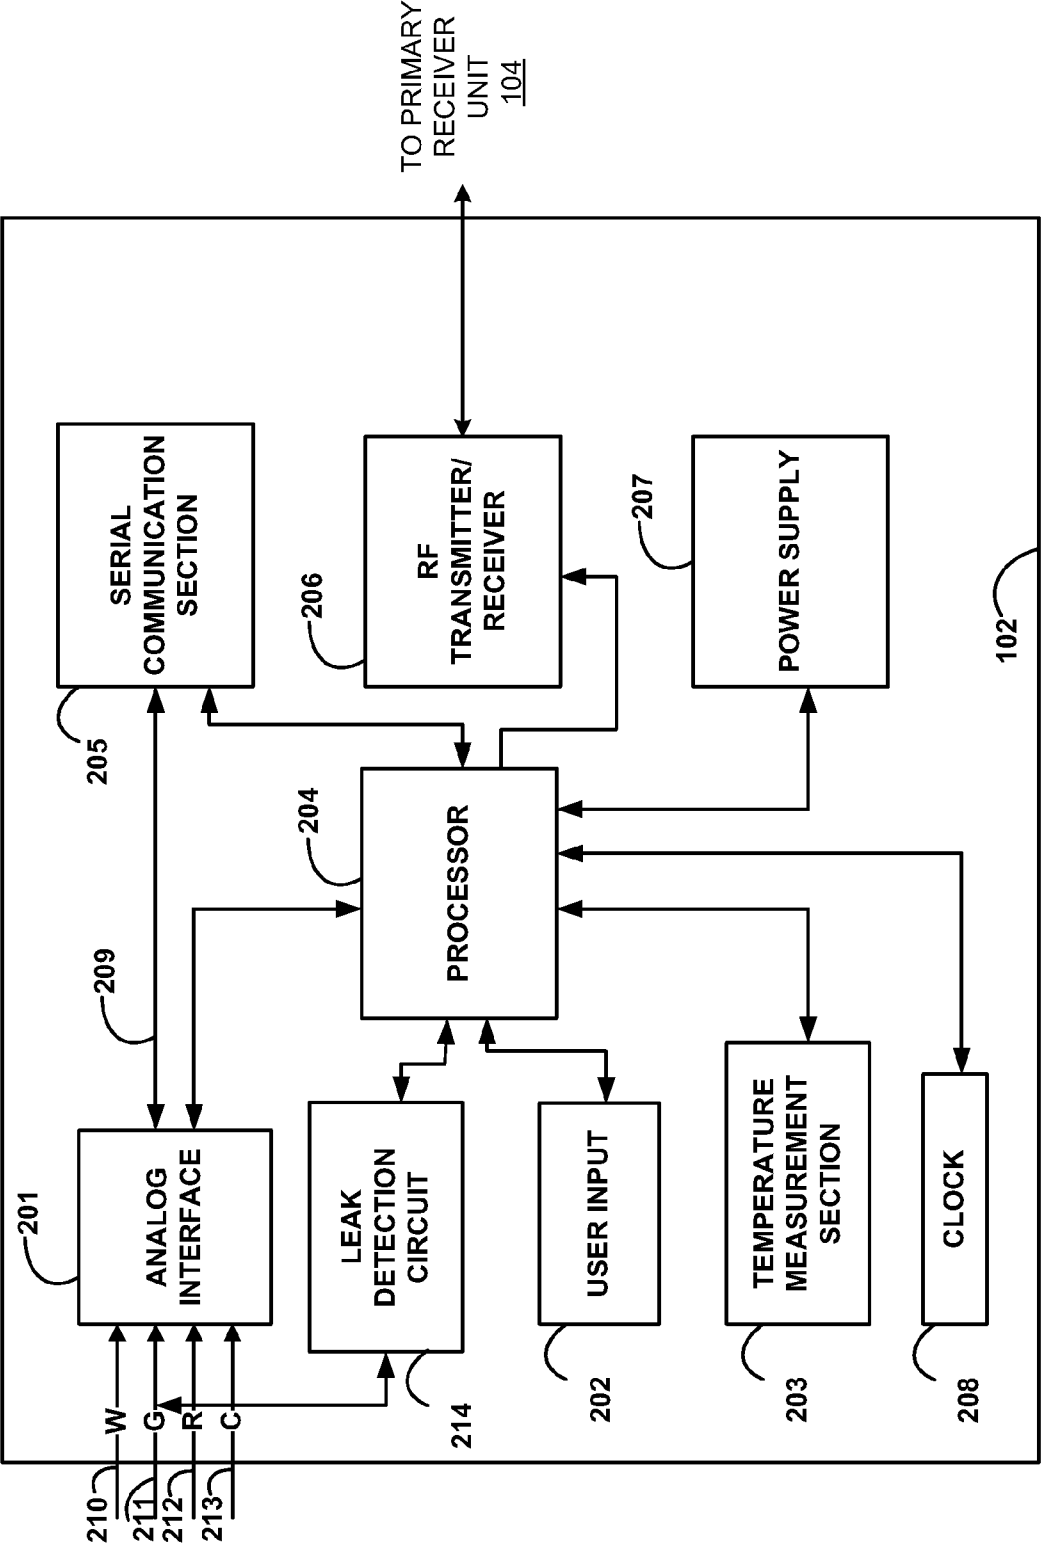 210
211
212
213
W
G
R
C
201
ANALOG
INTERFACE
209
205
SERIAL
COMMUNICATION
SECTION
214
LEAK
DETECTION
CIRCUIT
204
PROCESSOR
206
RF
TRANSMITTER/
RECEIVER
TO PRIMARY
RECEIVER
UNIT
104
202
USER INPUT
203
TEMPERATURE
MEASUREMENT
SECTION
207
POWER SUPPLY
208
CLOCK
102